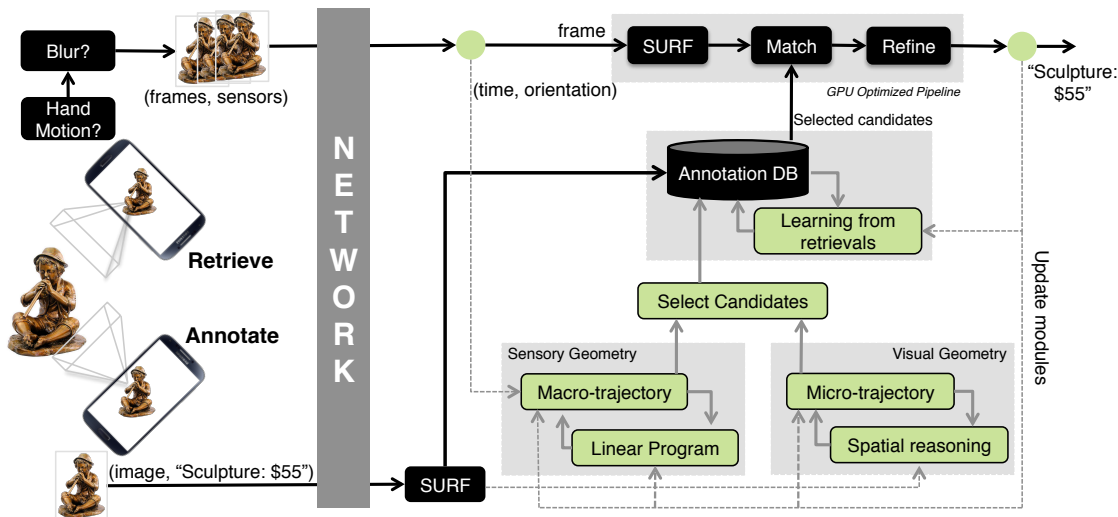 Blur?
Hand
Motion?
(frames, sensors)
Retrieve
Annotate
(image, “Sculpture: $55”)
NETWORK
frame
(time, orientation)
SURF
Match
Refine
GPU Optimized Pipeline
“Sculpture:
$55”
Selected candidates
Annotation DB
Learning from
retrievals
Select Candidates
Update modules
Sensory Geometry
Macro-trajectory
Linear Program
Visual Geometry
Micro-trajectory
Spatial reasoning
SURF